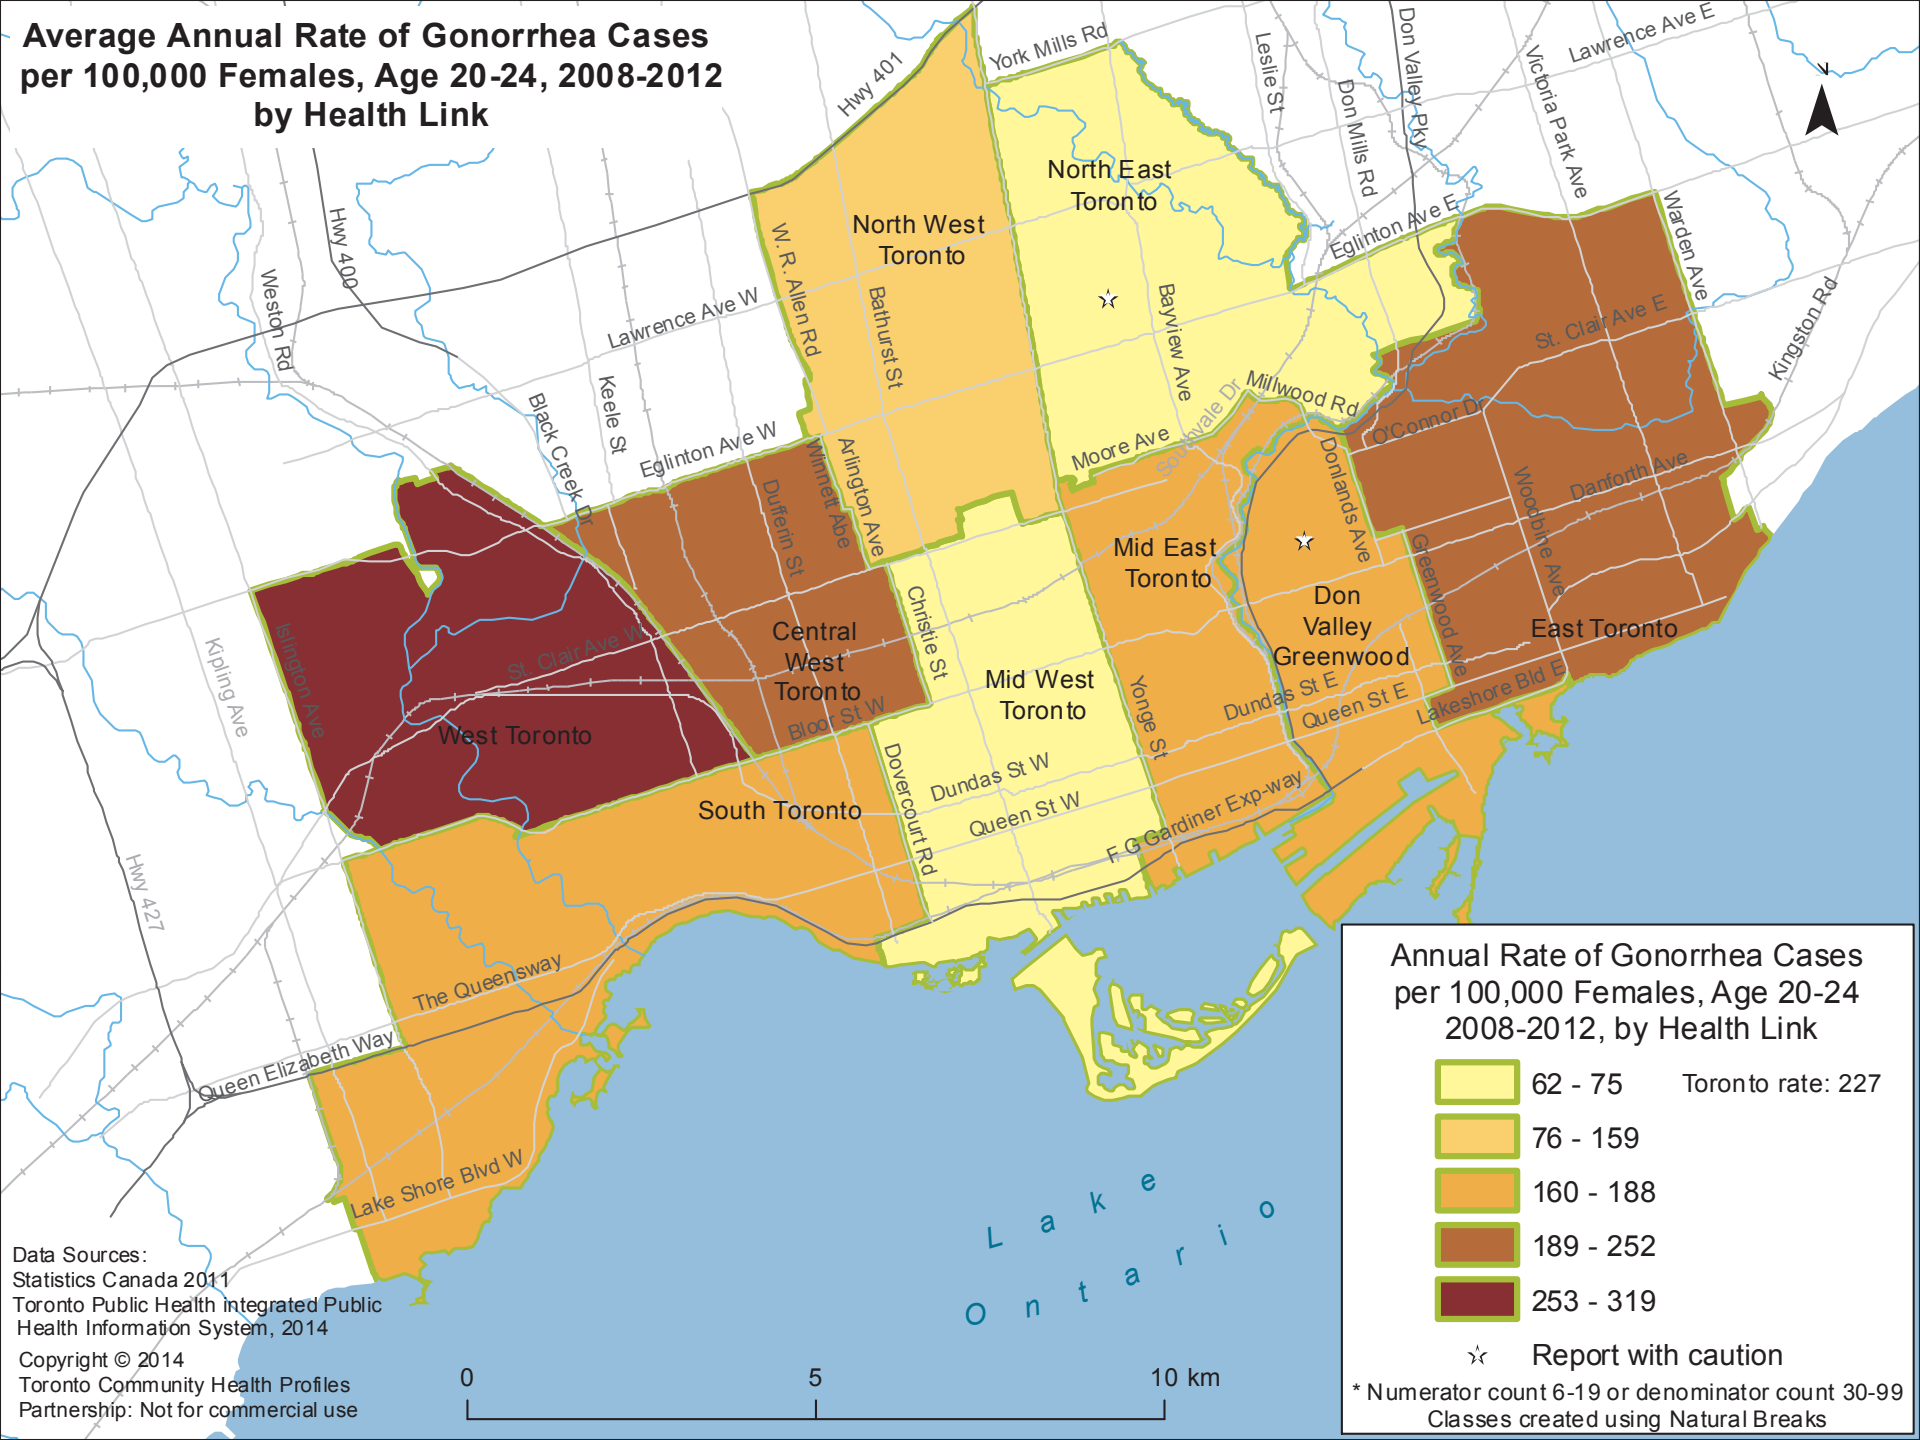 Average Annual Rate of Gonorrhea Cases
per 100,000 Females, Age 20-24, 2008-2012
by Health Link
Hwy 401
York Mills Rd
Leslie St
Don Mills Rd
Don Valley Pky
Victoria Park Ave
Lawrence Ave E
N
North East
Toronto
North West
Toronto
Eglinton Ave E
Warden Ave
Hwy 400
Weston Rd
W. R. Allen Rd
Bathurst St
Bayview Ave
Lawrence Ave W
St. Clair Ave E
Kingston Rd
Black Creek Dr
Keele St
Eglinton Ave W
Winnett Abe
Arlington Ave
Moore Ave
Southvale Dr
Millwood Rd
O'Connor Dr
Donlands Ave
Danforth Ave
Woodbine Ave
Dufferin St
Mid East
Toronto
Don
Valley
Greenwood
Greenwood Ave
East Toronto
Christie St
Central
West
Toronto
Kipling Ave
Islington Ave
St. Clair Ave W
West Toronto
Bloor St W
Mid West
Toronto
Yonge St
Dundas St E
Queen St E
Lakeshore Bld E
South Toronto
Dovercourt Rd
Dundas St W
Queen St W
F G Gardiner Exp-way
Hwy 427
The Queensway
Queen Elizabeth Way
Lake Shore Blvd W
Lake
Ontario
Annual Rate of Gonorrhea Cases
per 100,000 Females, Age 20-24
2008-2012, by Health Link
62 - 75 Toronto rate: 227
76 - 159
160 - 188
189 - 252
253 - 319
Report with caution
* Numerator count 6-19 or denominator count 30-99
Classes created using Natural Breaks
Data Sources:
Statistics Canada 2011
Toronto Public Health integrated Public
Health Information System, 2014
Copyright © 2014
Toronto Community Health Profiles
Partnership: Not for commercial use
0 5 10 km